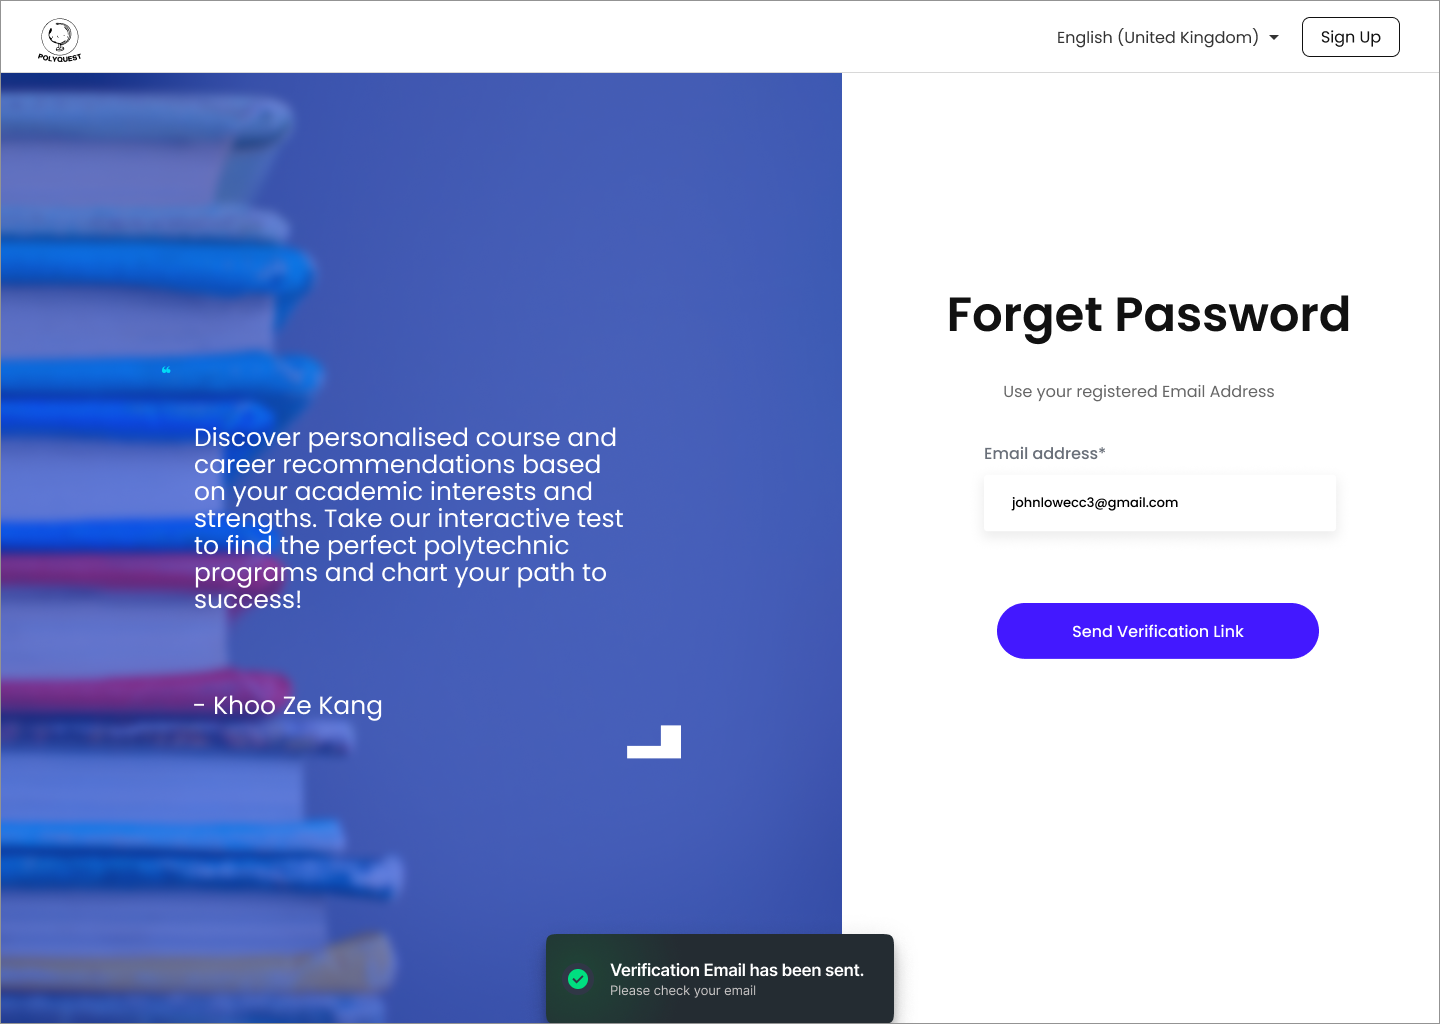 POLYQUEST
English (United Kingdom)
Sign Up
“
Discover personalised course and
career recommendations based
on your academic interests and
strengths. Take our interactive test
to find the perfect polytechnic
programs and chart your path to
success!
- Khoo Ze Kang
Forget Password
Use your registered Email Address
Email address*
johnlowecc3@gmail.com
Send Verification Link
Verification Email has been sent.
Please check your email